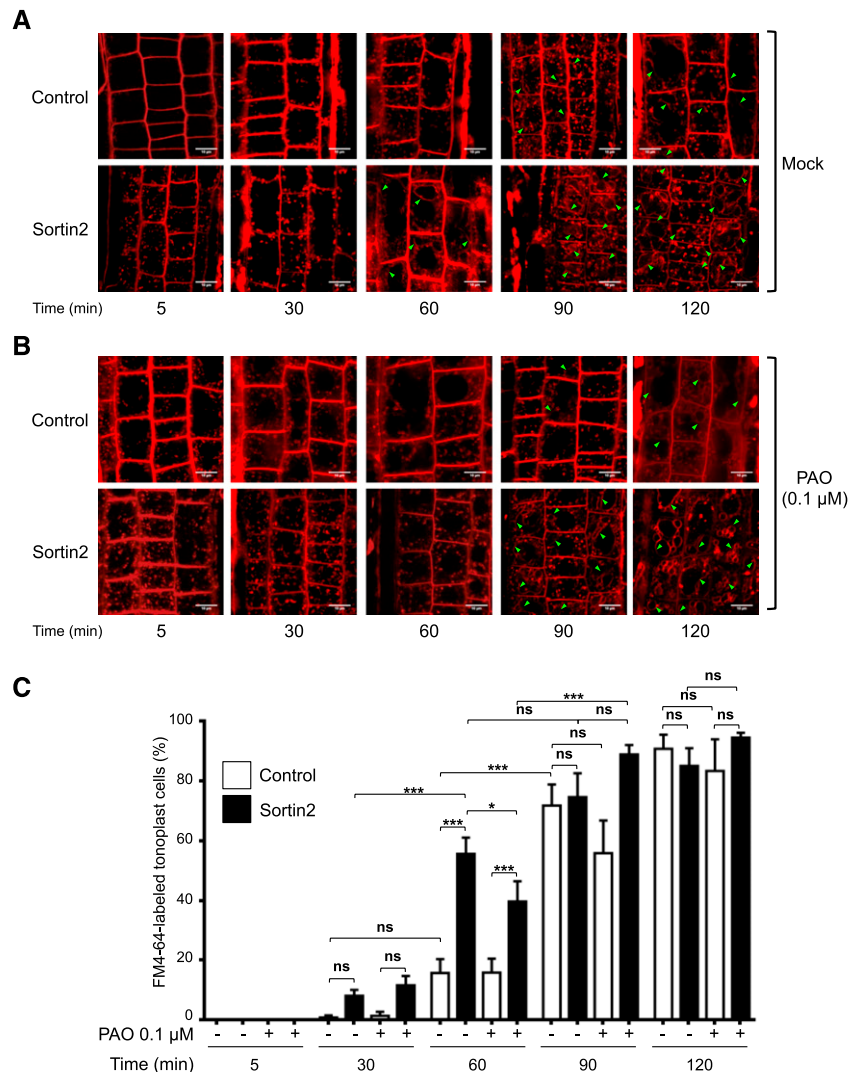 A
Control
Sortin2
Mock
Time (min) 5 30 60 90 120
B
Control
Sortin2
PAO
(0.1 µM)
Time (min) 5 30 60 90 120
C
FM4-64-labeled tonoplast cells (%)
100
80
60
40
20
0
Control
Sortin2
ns
ns
ns
ns
***
***
***
*
***
ns
ns
***
ns
ns
ns
ns
ns
ns
PAO 0.1 µM - - + + - - + + - - + + - - + + - - + +
Time (min) 5 30 60 90 120